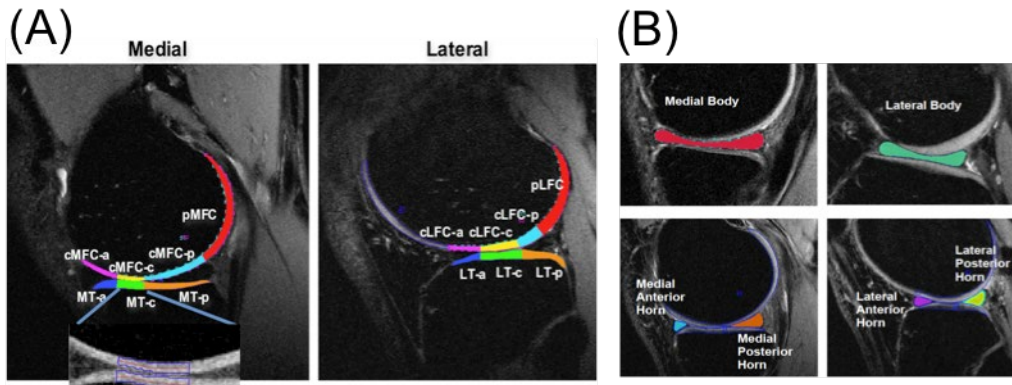 (A)
Medial
Lateral
pMFC
cMFC-p
cMFC-a
cMFC-c
MT-a
MT-c
MT-p
pLFC
cLFC-p
cLFC-a
cLFC-c
LT-a
LT-c
LT-p
(B)
Medial Body
Lateral Body
Medial
Anterior
Horn
Medial
Posterior
Horn
Lateral
Posterior
Horn
Lateral
Anterior
Horn